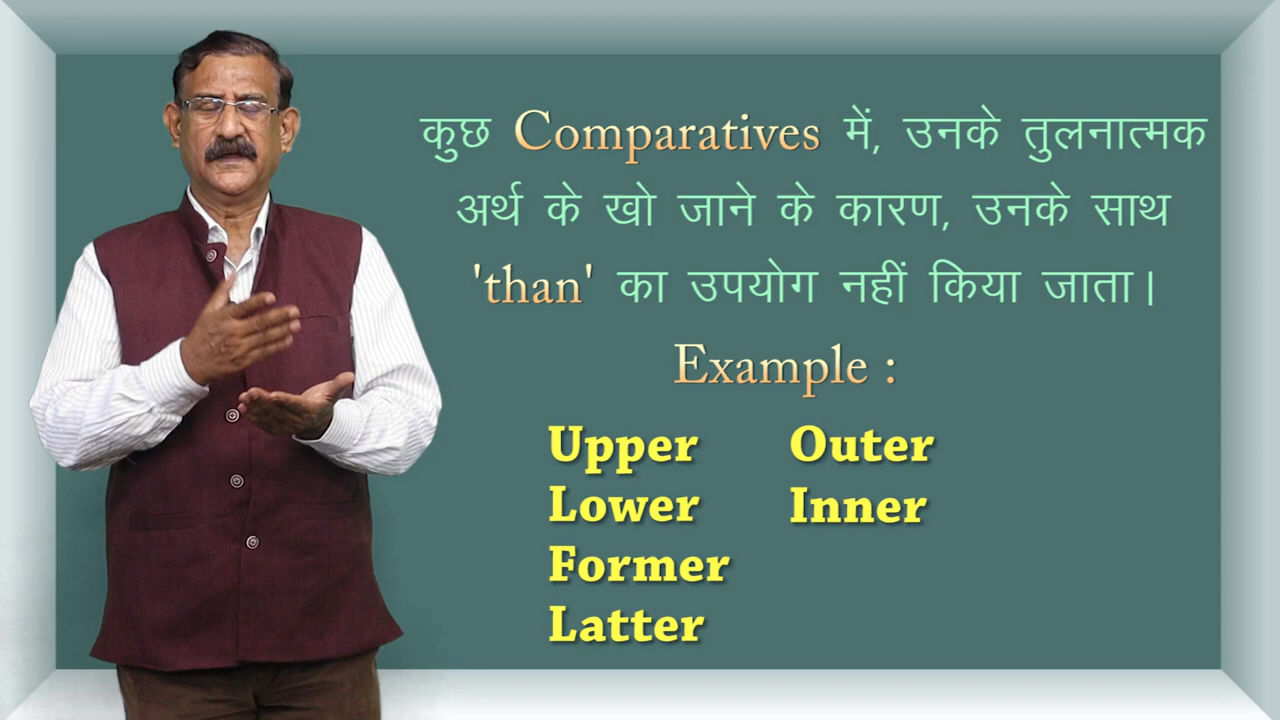 कुछ Comparatives में, उनके तुलनात्मक
अर्थ के खो जाने के कारण, उनके साथ
'than' का उपयोग नहीं किया जाता।
Example :
Upper Outer
Lower Inner
Former
Latter